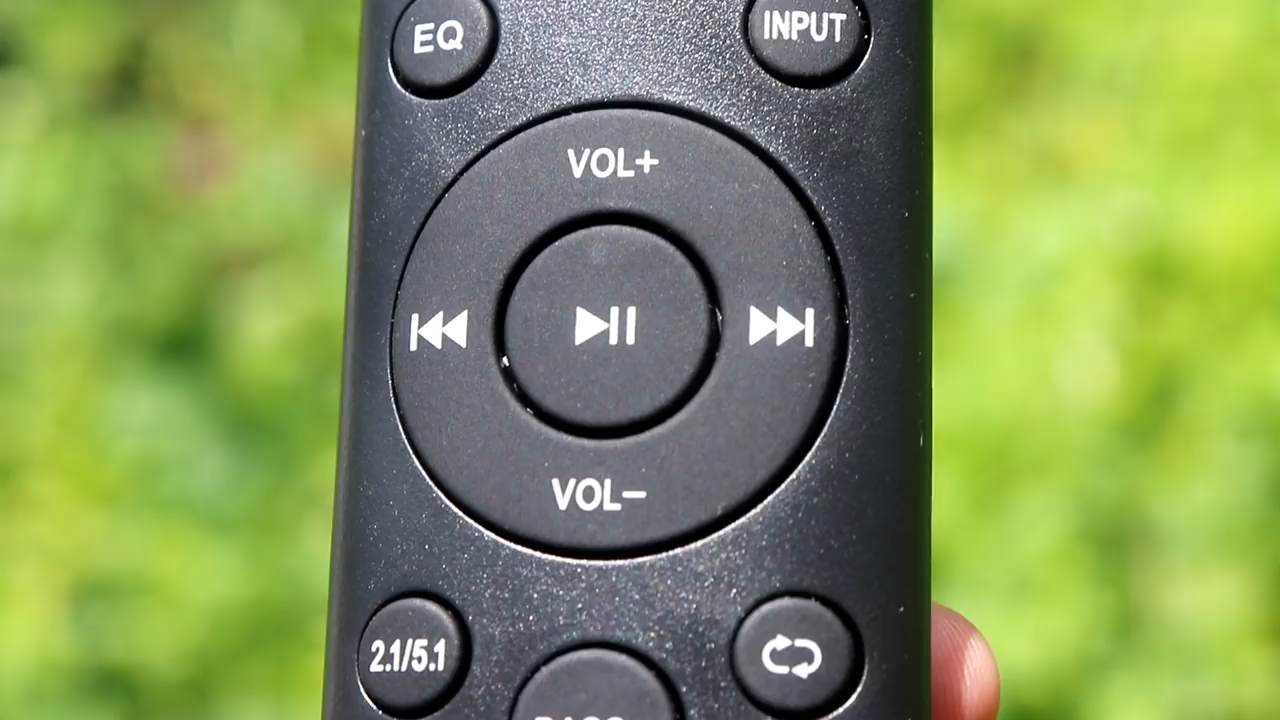 EQ
INPUT
VOL+
VOL−
2.1/5.1